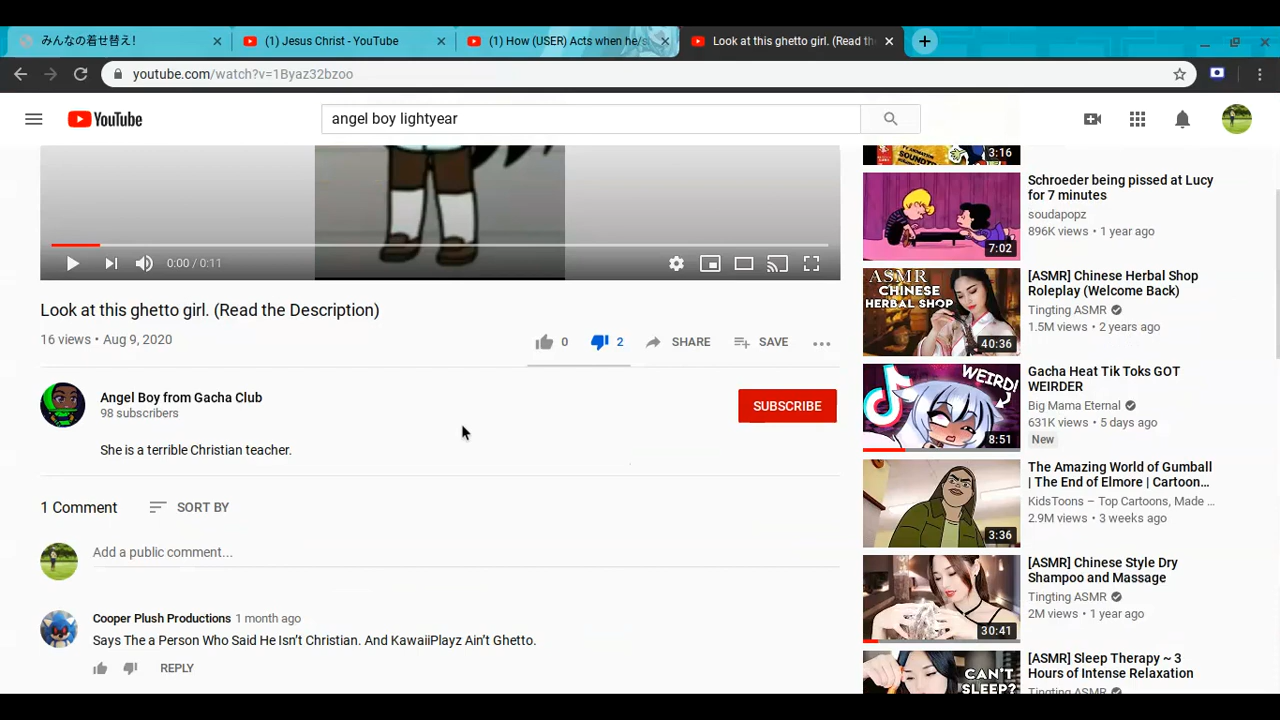 みんなの着せ替え!
(1) Jesus Christ - YouTube
(1) How (USER) Acts when he/s
Look at this ghetto girl. (Read th
youtube.com/watch?v=1Byaz32bzoo
YouTube
angel boy lightyear
3:16
Schroeder being pissed at Lucy
for 7 minutes
soudapopz
896K views • 1 year ago
7:02
ASMR
CHINESE
HERBAL SHOP
40:36
[ASMR] Chinese Herbal Shop
Roleplay (Welcome Back)
Tingting ASMR
1.5M views • 2 years ago
0:00 / 0:11
Look at this ghetto girl. (Read the Description)
16 views • Aug 9, 2020
0
2
SHARE
SAVE
WEIRD!
8:51
Gacha Heat Tik Toks GOT
WEIRDER
Big Mama Eternal
631K views • 5 days ago
New
Angel Boy from Gacha Club
98 subscribers
SUBSCRIBE
She is a terrible Christian teacher.
3:36
The Amazing World of Gumball
| The End of Elmore | Cartoon...
KidsToons – Top Cartoons, Made ...
2.9M views • 3 weeks ago
1 Comment
SORT BY
Add a public comment...
30:41
[ASMR] Chinese Style Dry
Shampoo and Massage
Tingting ASMR
2M views • 1 year ago
Cooper Plush Productions 1 month ago
Says The a Person Who Said He Isn't Christian. And KawaiiPlayz Ain't Ghetto.
REPLY
CAN'T
SLEEP?
[ASMR] Sleep Therapy ~ 3
Hours of Intense Relaxation
Tingting ASMR